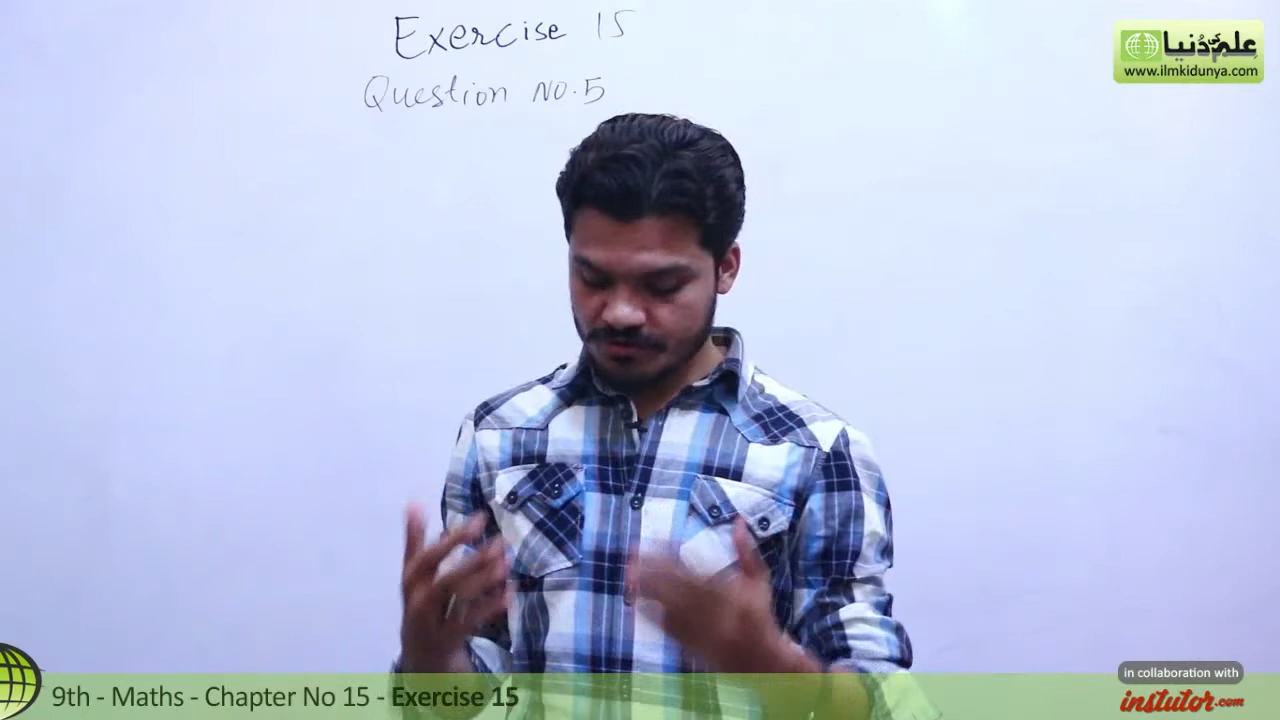 Exercise 15
Question No.5
علم کی دُنیا
www.ilmkidunya.com
in collaboration with
instutor.com
9th - Maths - Chapter No 15 - Exercise 15